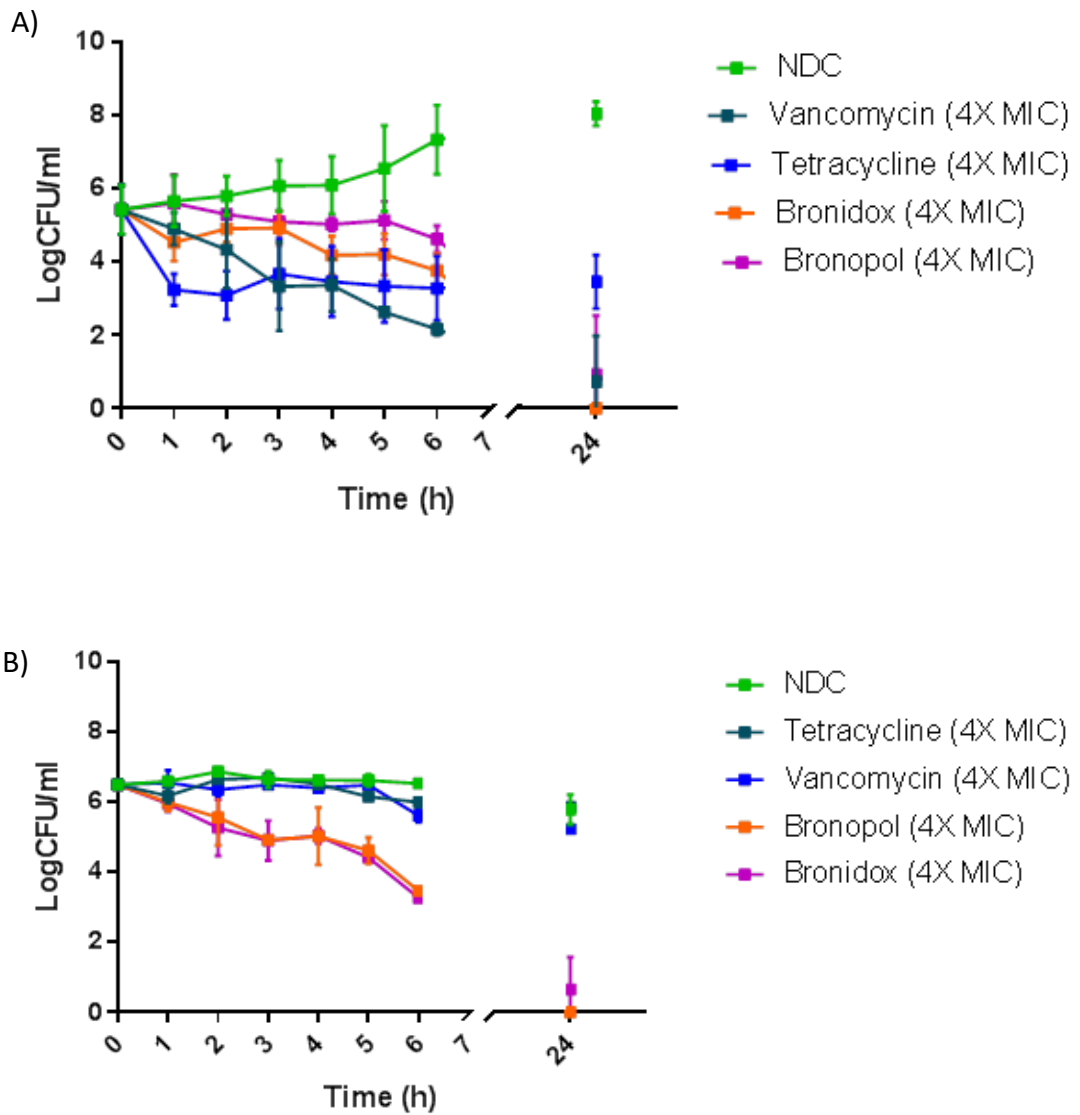 A)
10
8
6
4
2
0
LogCFU/ml
0 1 2 3 4 5 6 7 24
Time (h)
NDC
Vancomycin (4X MIC)
Tetracycline (4X MIC)
Bronidox (4X MIC)
Bronopol (4X MIC)
B)
10
8
6
4
2
0
LogCFU/ml
0 1 2 3 4 5 6 7 24
Time (h)
NDC
Tetracycline (4X MIC)
Vancomycin (4X MIC)
Bronopol (4X MIC)
Bronidox (4X MIC)